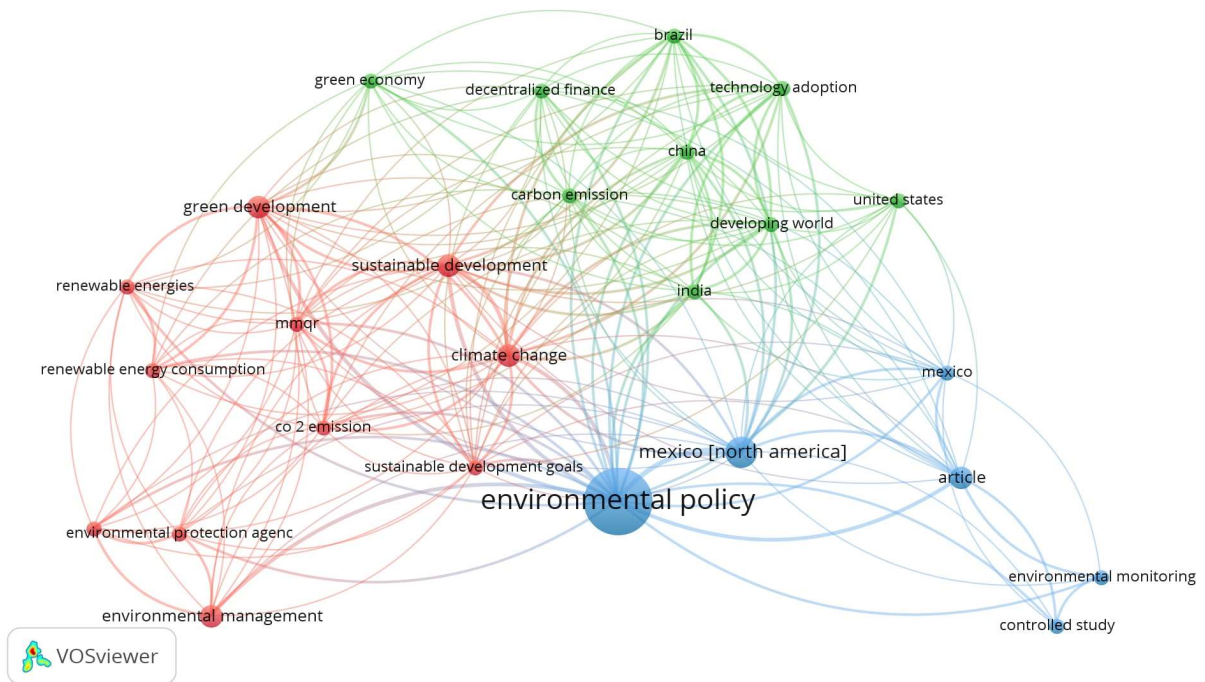 brazil
green economy
decentralized finance
technology adoption
china
carbon emission
united states
green development
developing world
sustainable development
renewable energies
india
mmqr
climate change
renewable energy consumption
mexico
co 2 emission
mexico [north america]
sustainable development goals
article
environmental policy
environmental protection agenc
environmental monitoring
environmental management
controlled study
VOSviewer